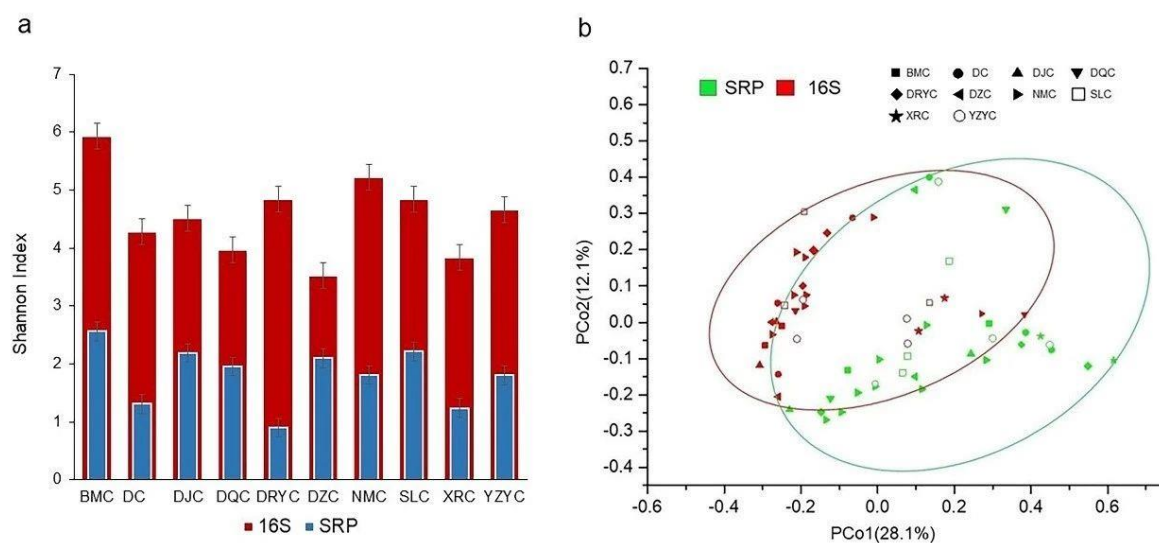 a
Shannon Index
7
6
5
4
3
2
1
0
BMC DC DJC DQC DRYC DZC NMC SLC XRC YZYC
16S SRP
b
PCo2(12.1%)
0.7
0.6
0.5
0.4
0.3
0.2
0.1
0.0
-0.1
-0.2
-0.3
-0.4
SRP 16S
BMC DC DJC DQC
DRYC DZC NMC SLC
XRC YZYC
-0.6 -0.4 -0.2 0.0 0.2 0.4 0.6
PCo1(28.1%)